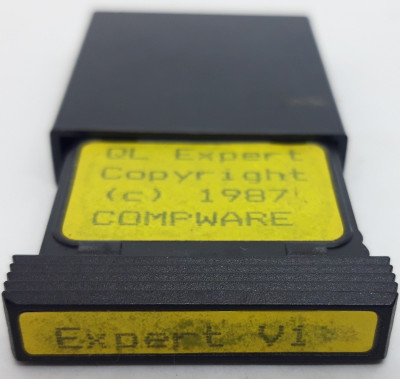 QL Expert
Copyright
(c) 1987
COMPWARE
Expert V1